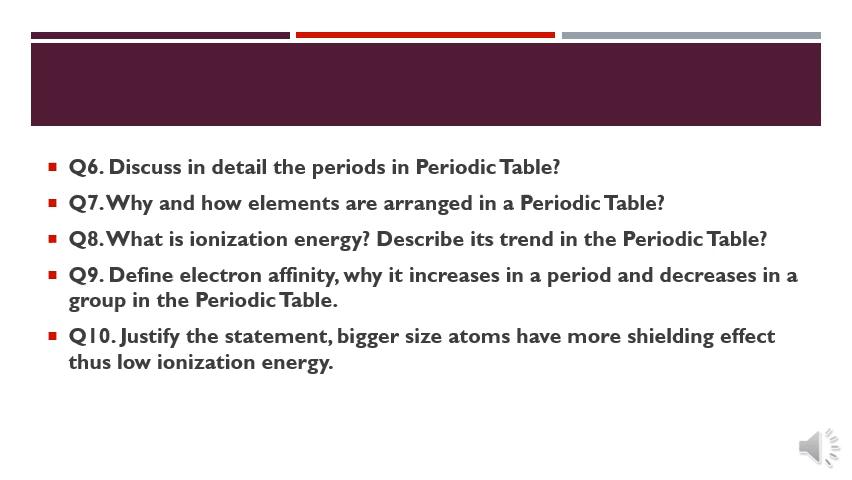 Q6. Discuss in detail the periods in Periodic Table?
Q7. Why and how elements are arranged in a Periodic Table?
Q8. What is ionization energy? Describe its trend in the Periodic Table?
Q9. Define electron affinity, why it increases in a period and decreases in a
group in the Periodic Table.
Q10. Justify the statement, bigger size atoms have more shielding effect
thus low ionization energy.